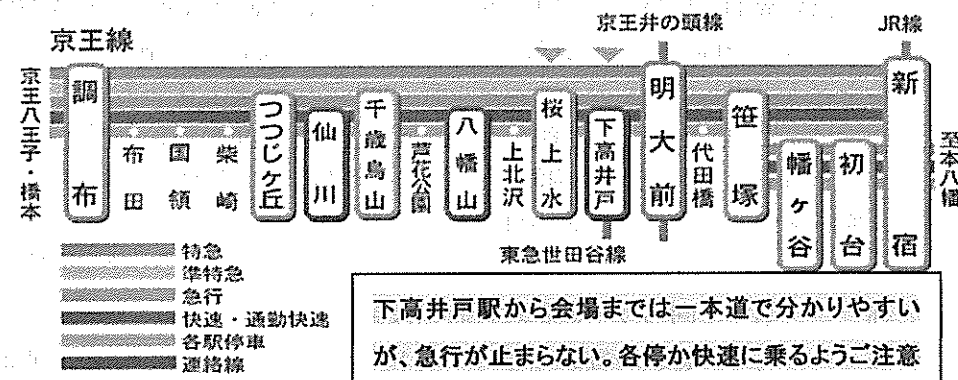 京王線
京王井の頭線
JR線
京王八王子・橋本
調布
布田
国領
柴崎
つつじケ丘
仙川
千歳烏山
芦花公園
八幡山
上北沢
桜上水
下高井戸
明大前
代田橋
笹塚
幡ケ谷
初台
新宿
至本八幡
東急世田谷線
特急
準特急
急行
快速・通勤快速
各駅停車
連絡線
下高井戸駅から会場までは一本道で分かりやすい
が、急行が止まらない。各停か快速に乗るようご注意